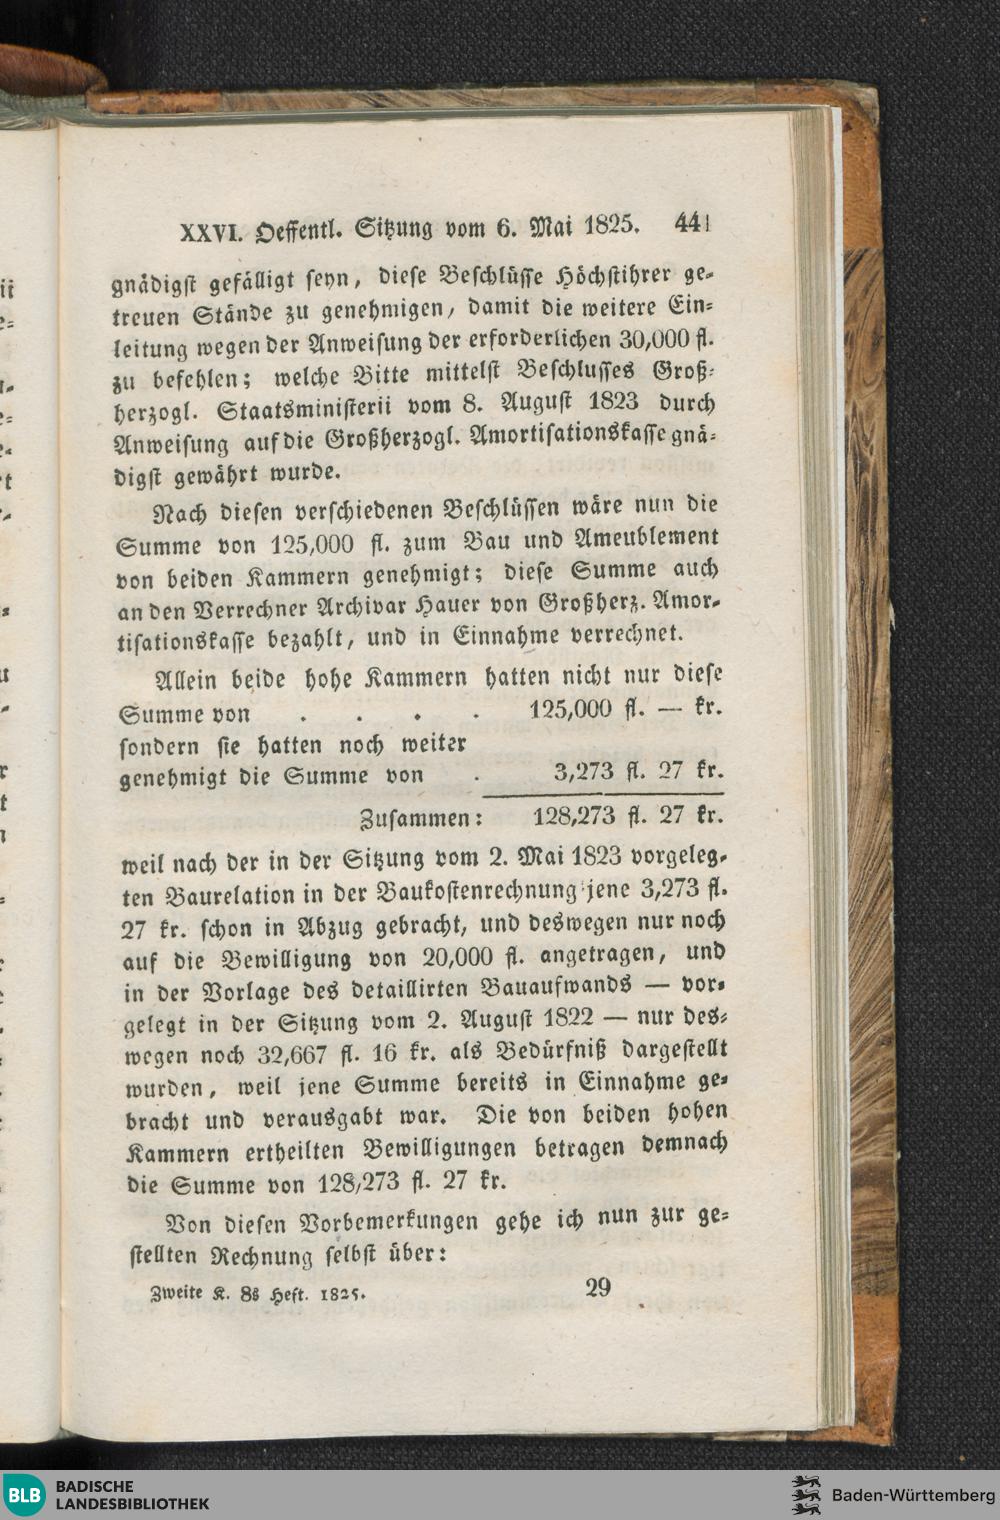 XXVI. Oeffentl. Sitzung vom 6. Mai 1825. 441
gnädigst gefälligt seyn, diese Beschlüsse Höchstihrer ge-
treuen Stände zu genehmigen, damit die weitere Ein-
leitung wegen der Anweisung der erforderlichen 30,000 fl.
zu befehlen; welche Bitte mittelst Beschlusses Groß-
herzogl. Staatsministerii vom 8. August 1823 durch
Anweisung auf die Großherzogl. Amortisationskasse gnä-
digst gewährt wurde.
Nach diesen verschiedenen Beschlüssen wäre nun die
Summe von 125,000 fl. zum Bau und Ameublement
von beiden Kammern genehmigt; diese Summe auch
an den Verrechner Archivar Hauer von Großherz. Amor-
tisationskasse bezahlt, und in Einnahme verrechnet.
Allein beide hohe Kammern hatten nicht nur diese
Summe von . . . . 125,000 fl. — kr.
sondern sie hatten noch weiter
genehmigt die Summe von . 3,273 fl. 27 kr.
Zusammen: 128,273 fl. 27 kr.
weil nach der in der Sitzung vom 2. Mai 1823 vorgeleg-
ten Baurelation in der Baukostenrechnung jene 3,273 fl.
27 kr. schon in Abzug gebracht, und deswegen nur noch
auf die Bewilligung von 20,000 fl. angetragen, und
in der Vorlage des detaillirten Bauaufwands — vor-
gelegt in der Sitzung vom 2. August 1822 — nur des-
wegen noch 32,667 fl. 16 kr. als Bedürfniß dargestellt
wurden, weil jene Summe bereits in Einnahme ge-
bracht und verausgabt war. Die von beiden hohen
Kammern ertheilten Bewilligungen betragen demnach
die Summe von 128,273 fl. 27 kr.
Von diesen Vorbemerkungen gehe ich nun zur ge-
stellten Rechnung selbst über:
Zweite K. 8s Heft. 1825. 29
BLB BADISCHE
LANDESBIBLIOTHEK
Baden-Württemberg